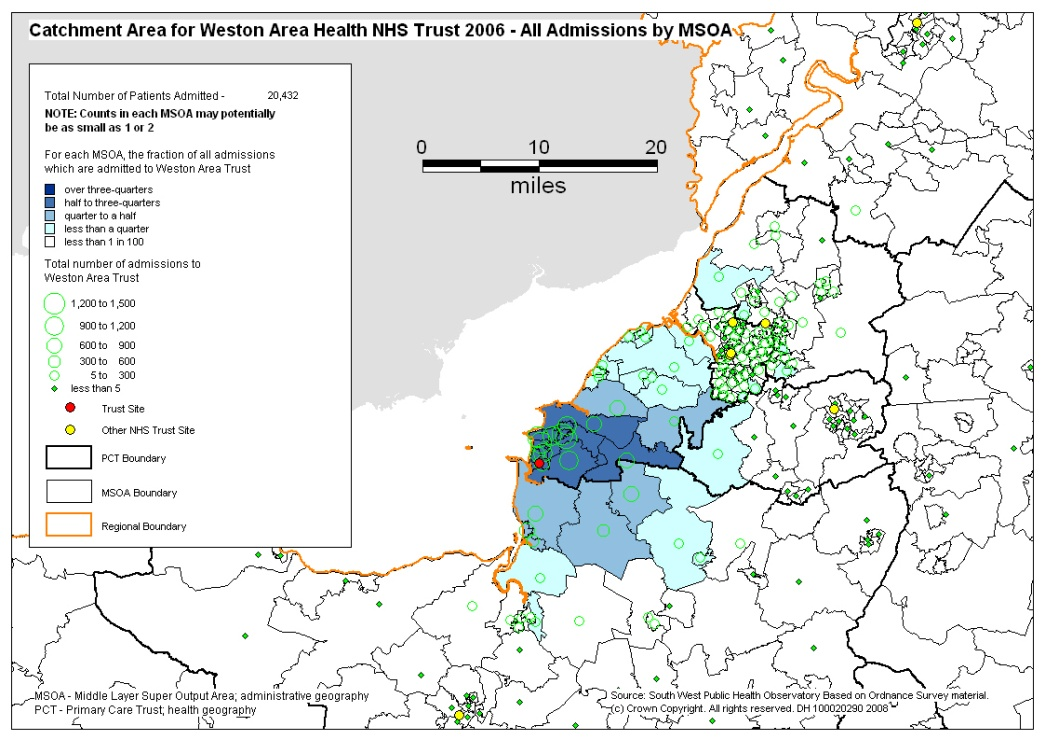 Catchment Area for Weston Area Health NHS Trust 2006 - All Admissions by MSOA
Total Number of Patients Admitted - 20,432
NOTE: Counts in each MSOA may potentially
be as small as 1 or 2
For each MSOA, the fraction of all admissions
which are admitted to Weston Area Trust
over three-quarters
half to three-quarters
quarter to a half
less than a quarter
less than 1 in 100
Total number of admissions to
Weston Area Trust
1,200 to 1,500
900 to 1,200
600 to 900
300 to 600
5 to 300
less than 5
Trust Site
Other NHS Trust Site
PCT Boundary
MSOA Boundary
Regional Boundary
0 10 20
miles
MSOA - Middle Layer Super Output Area; administrative geography
PCT - Primary Care Trust; health geography
Source: South West Public Health Observatory Based on Ordnance Survey material.
(c) Crown Copyright. All rights reserved. DH 100020290 2008